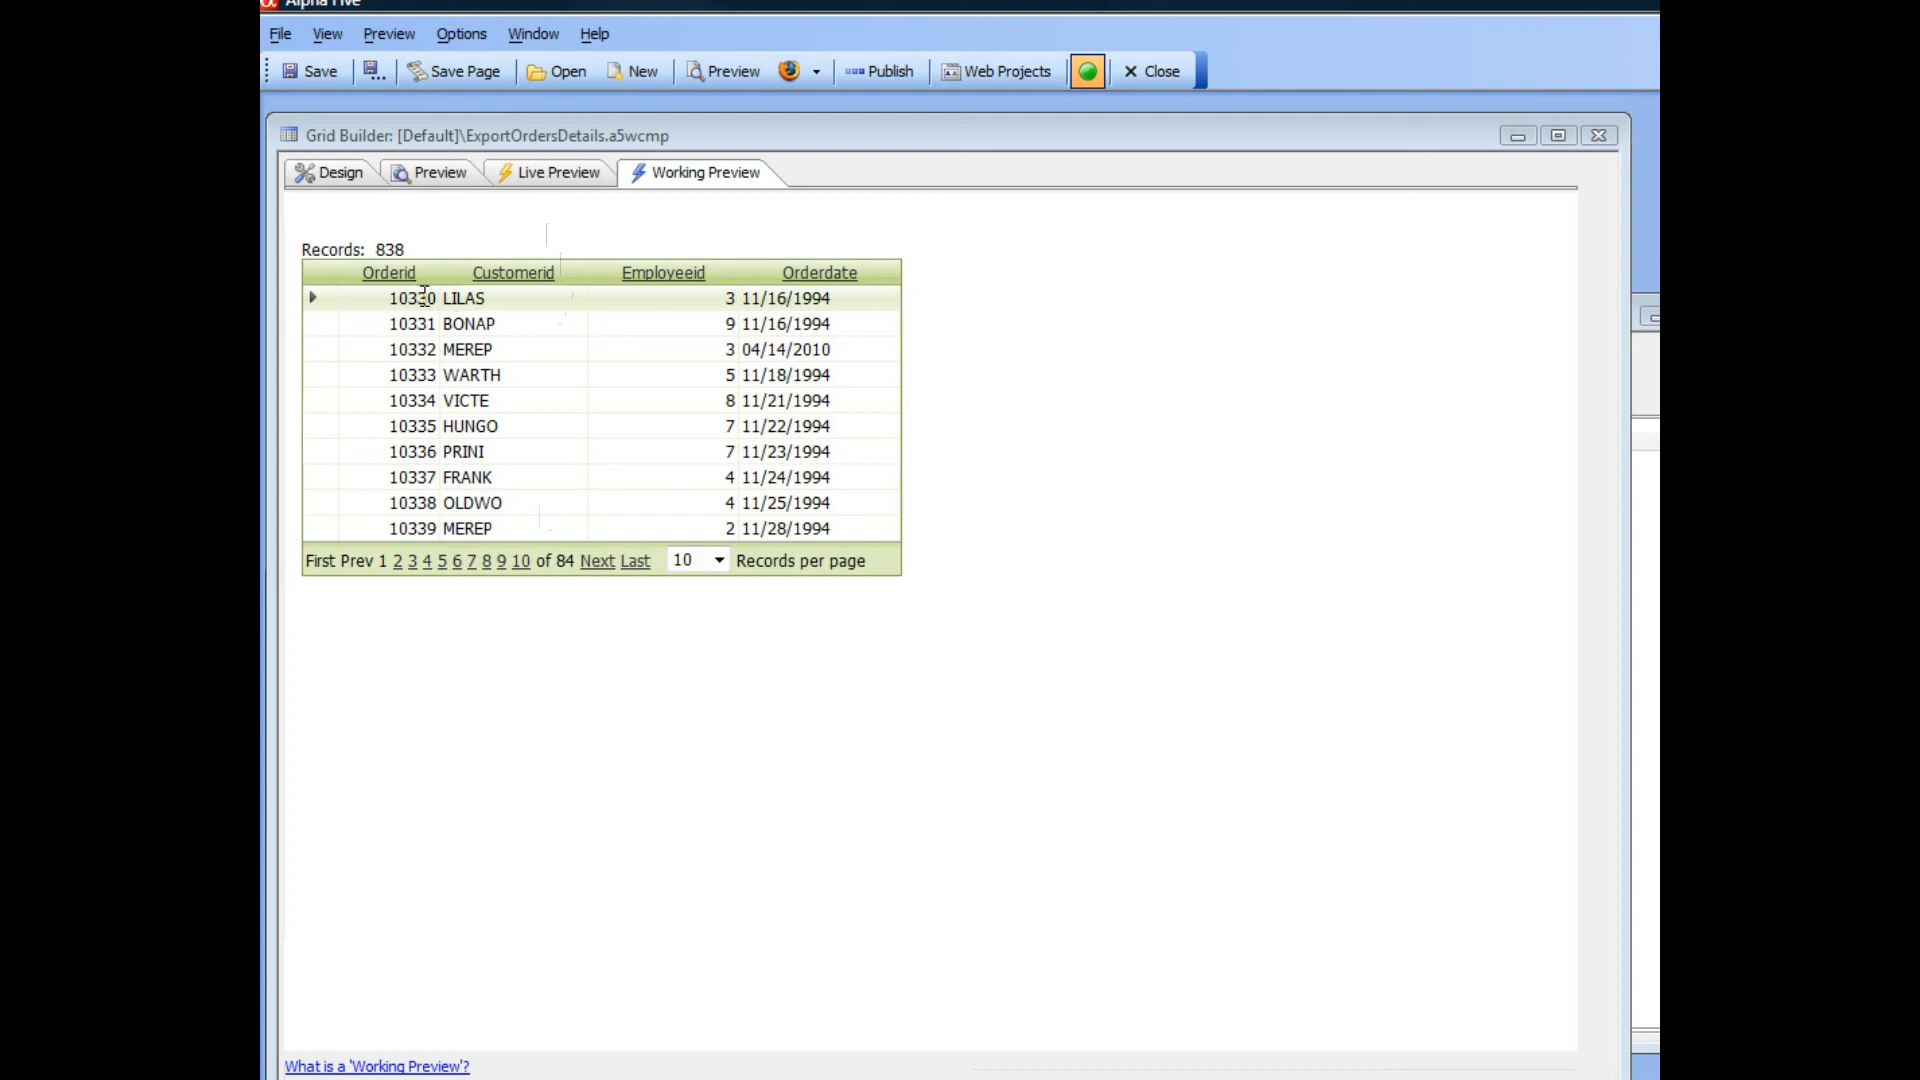 Alpha Five
File View Preview Options Window Help
Save Save Page Open New Preview Publish Web Projects Close
Grid Builder: [Default]\ExportOrdersDetails.a5wcmp
Design Preview Live Preview Working Preview
Records: 838
Orderid Customerid Employeeid Orderdate
10330 LILAS 3 11/16/1994
10331 BONAP 9 11/16/1994
10332 MEREP 3 04/14/2010
10333 WARTH 5 11/18/1994
10334 VICTE 8 11/21/1994
10335 HUNGO 7 11/22/1994
10336 PRINI 7 11/23/1994
10337 FRANK 4 11/24/1994
10338 OLDWO 4 11/25/1994
10339 MEREP 2 11/28/1994
First Prev 1 2 3 4 5 6 7 8 9 10 of 84 Next Last 10 Records per page
What is a 'Working Preview'?